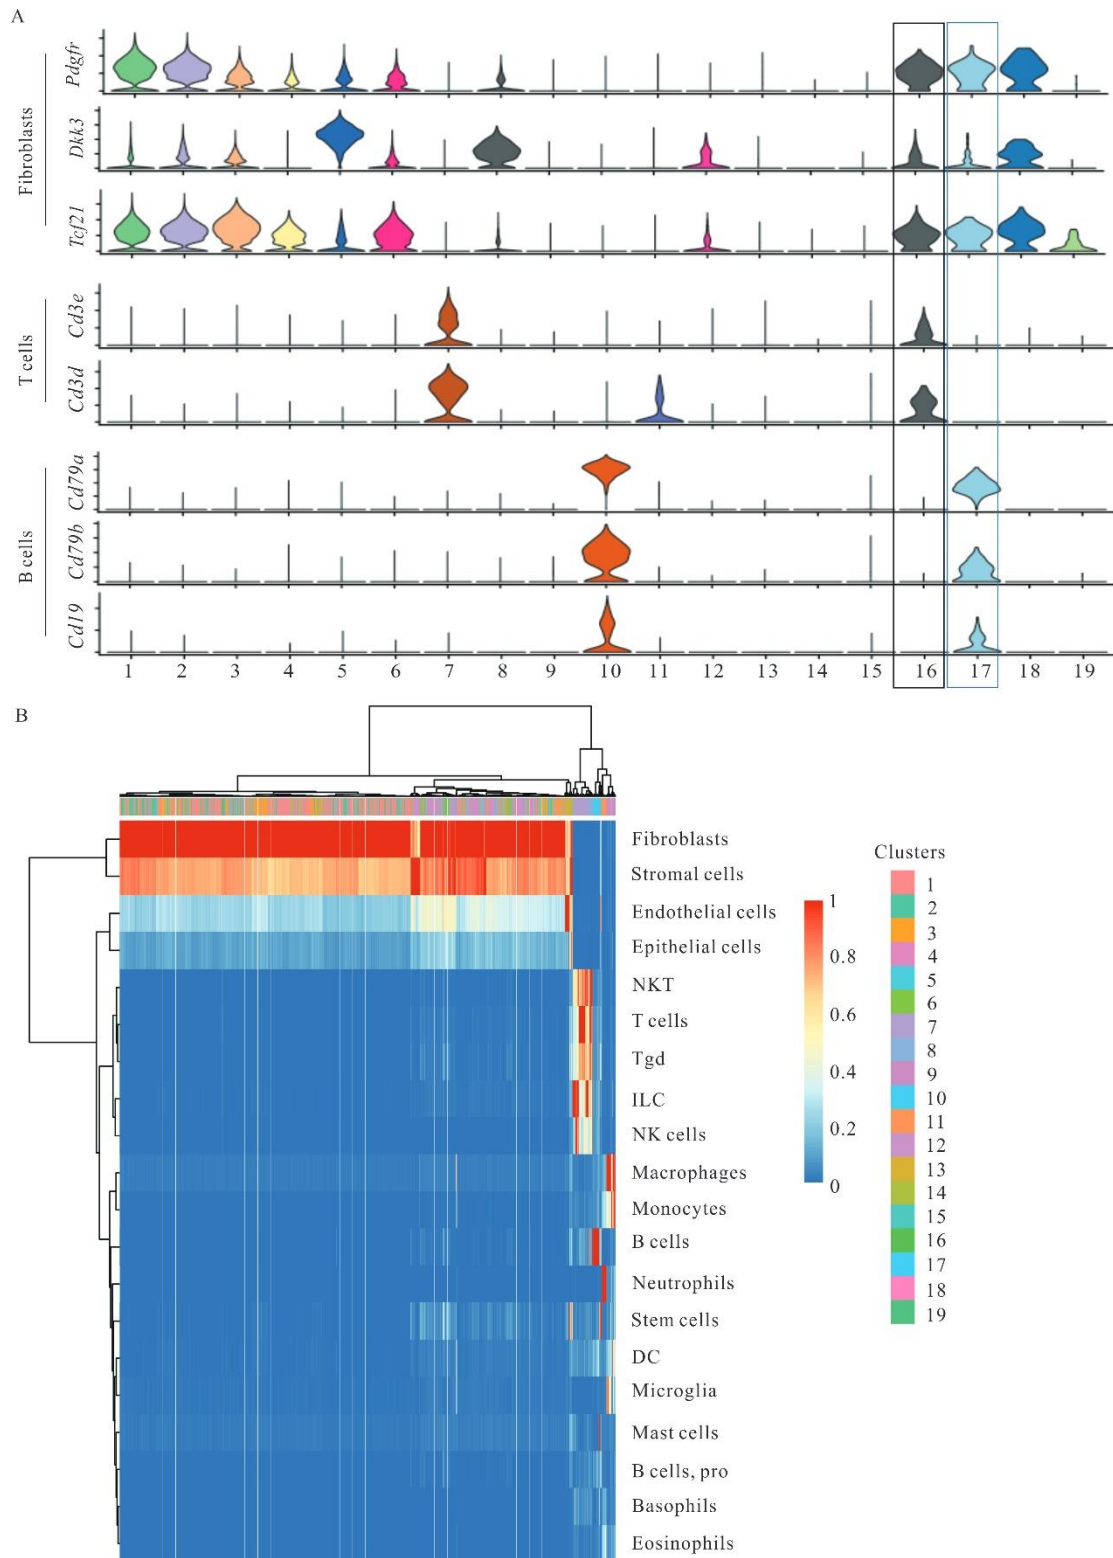 A
Fibroblasts
Pdgfr
Dkk3
Tcf21
T cells
Cd3e
Cd3d
B cells
Cd79a
Cd79b
Cd19
1 2 3 4 5 6 7 8 9 10 11 12 13 14 15 16 17 18 19
B
Fibroblasts
Stromal cells
Endothelial cells
Epithelial cells
NKT
T cells
Tgd
ILC
NK cells
Macrophages
Monocytes
B cells
Neutrophils
Stem cells
DC
Microglia
Mast cells
B cells, pro
Basophils
Eosinophils
1
0.8
0.6
0.4
0.2
0
Clusters
1
2
3
4
5
6
7
8
9
10
11
12
13
14
15
16
17
18
19